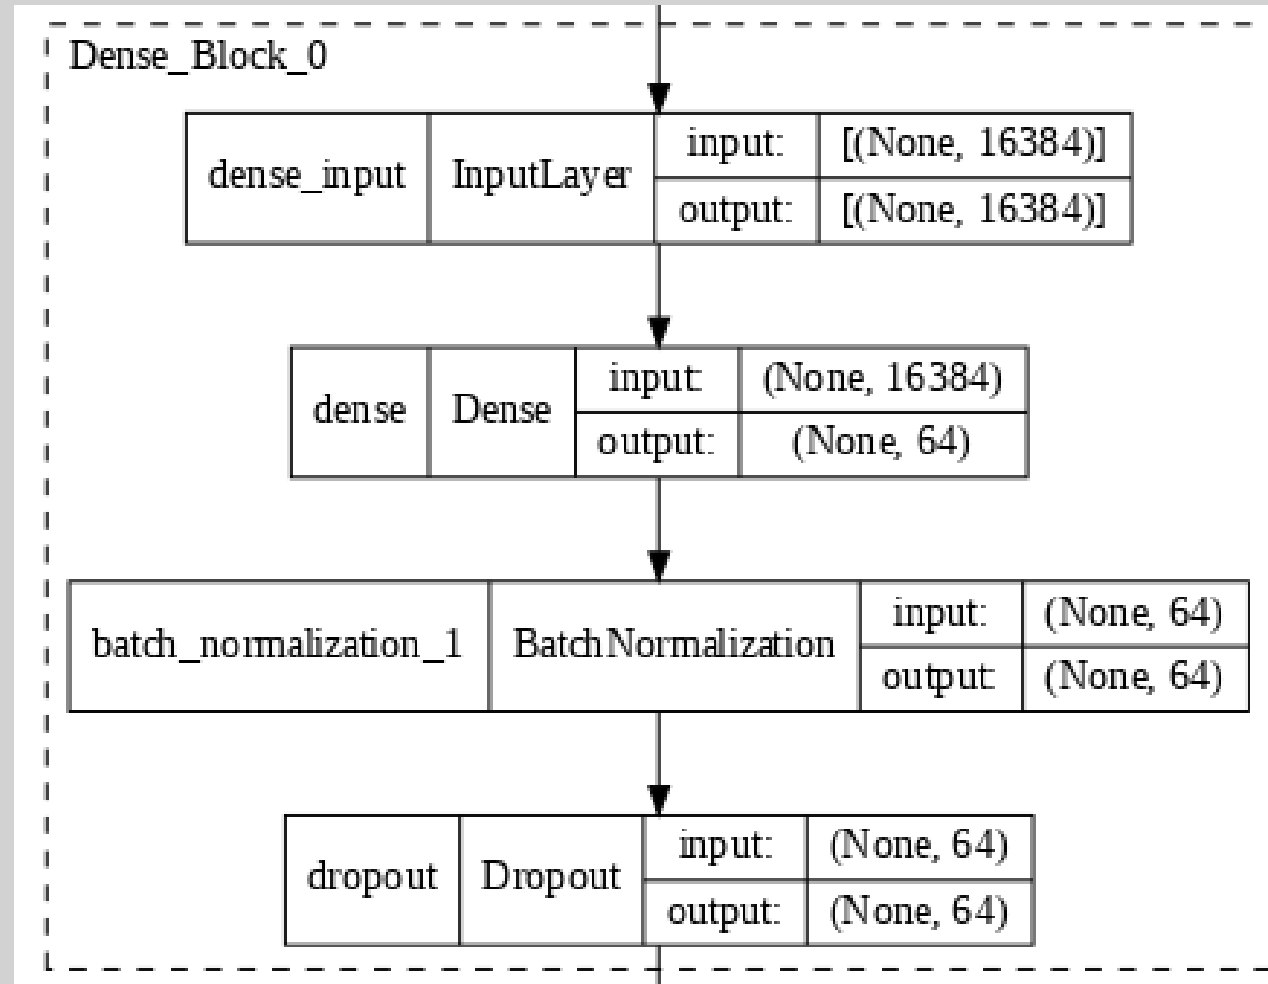 Dense_Block_0
dense_input InputLayer input: [(None, 16384)]
output: [(None, 16384)]
dense Dense input: (None, 16384)
output: (None, 64)
batch_normalization_1 BatchNormalization input: (None, 64)
output: (None, 64)
dropout Dropout input: (None, 64)
output: (None, 64)